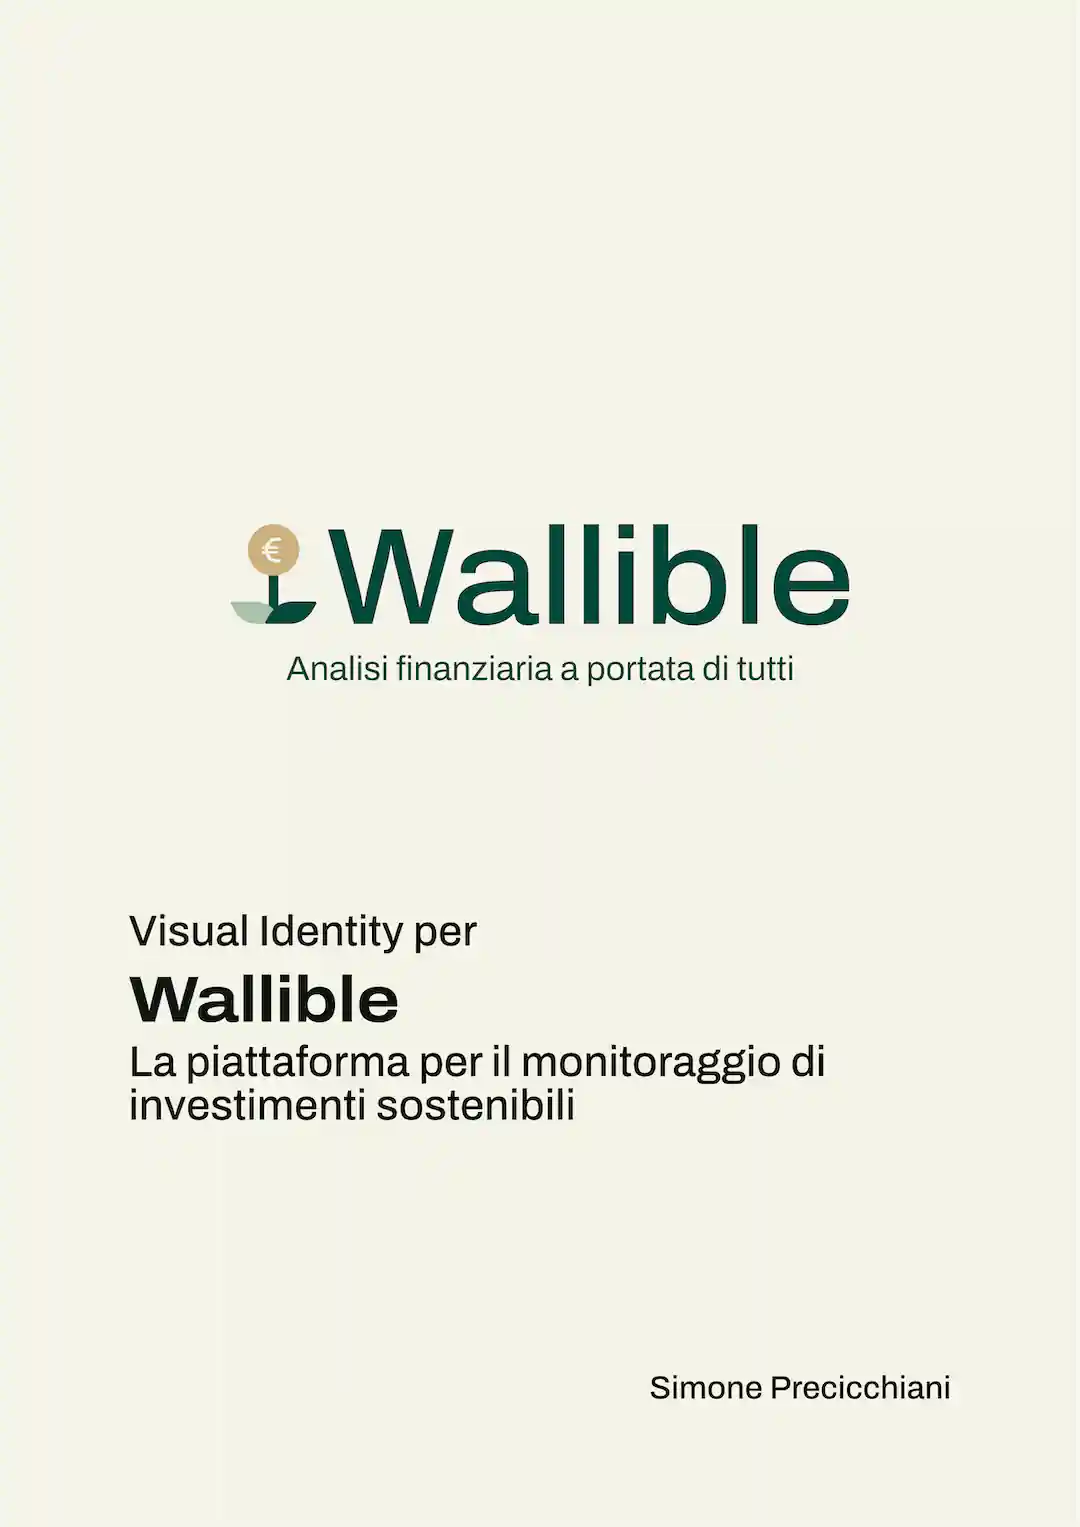 €
Wallible
Analisi finanziaria a portata di tutti
Visual Identity per
Wallible
La piattaforma per il monitoraggio di
investimenti sostenibili
Simone Precicchiani